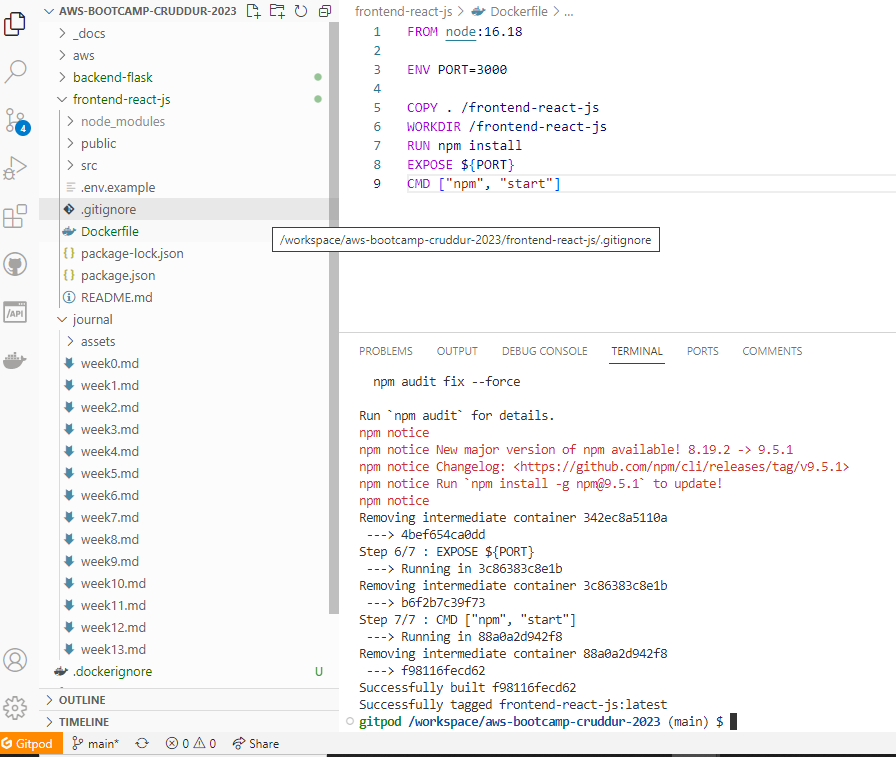 AWS-BOOTCAMP-CRUDDUR-2023
_docs
aws
backend-flask
frontend-react-js
node_modules
public
src
.env.example
.gitignore
Dockerfile
package-lock.json
package.json
README.md
journal
assets
week0.md
week1.md
week2.md
week3.md
week4.md
week5.md
week6.md
week7.md
week8.md
week9.md
week10.md
week11.md
week12.md
week13.md
.dockerignore U
OUTLINE
TIMELINE
4
/API
frontend-react-js > Dockerfile > ...
1 FROM node:16.18
2
3 ENV PORT=3000
4
5 COPY . /frontend-react-js
6 WORKDIR /frontend-react-js
7 RUN npm install
8 EXPOSE ${PORT}
9 CMD ["npm", "start"]
/workspace/aws-bootcamp-cruddur-2023/frontend-react-js/.gitignore
PROBLEMS OUTPUT DEBUG CONSOLE TERMINAL PORTS COMMENTS
npm audit fix --force
Run `npm audit` for details.
npm notice
npm notice New major version of npm available! 8.19.2 -> 9.5.1
npm notice Changelog: <https://github.com/npm/cli/releases/tag/v9.5.1>
npm notice Run `npm install -g npm@9.5.1` to update!
npm notice
Removing intermediate container 342ec8a5110a
---> 4bef654ca0dd
Step 6/7 : EXPOSE ${PORT}
---> Running in 3c86383c8e1b
Removing intermediate container 3c86383c8e1b
---> b6f2b7c39f73
Step 7/7 : CMD ["npm", "start"]
---> Running in 88a0a2d942f8
Removing intermediate container 88a0a2d942f8
---> f98116fecd62
Successfully built f98116fecd62
Successfully tagged frontend-react-js:latest
gitpod /workspace/aws-bootcamp-cruddur-2023 (main) $
Gitpod main* 0 0 Share